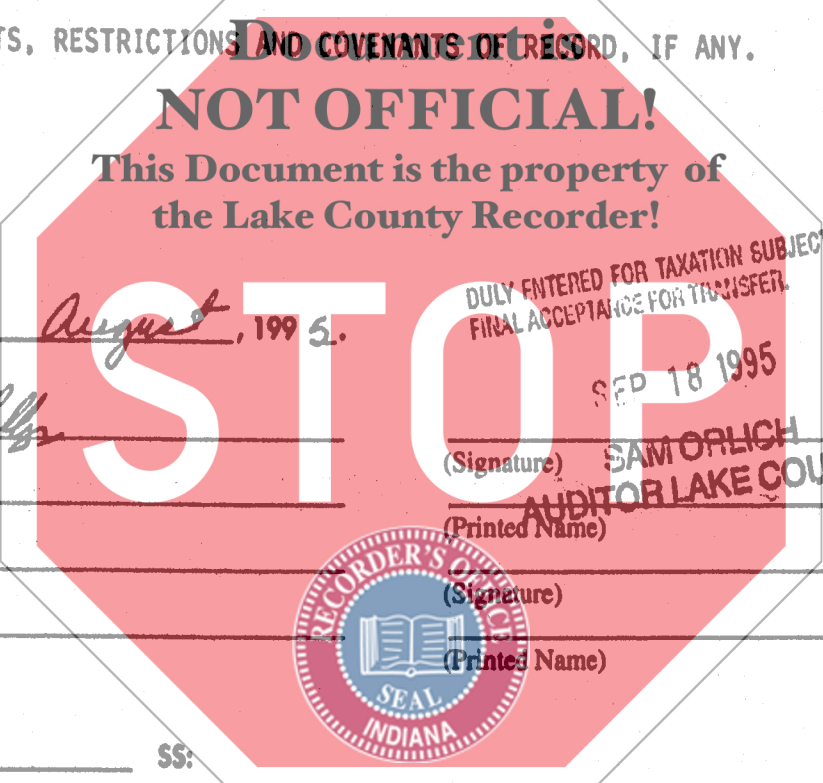 TS, RESTRICTIONS AND COVENANTS OF RECORD, IF ANY.
Document is
NOT OFFICIAL!
This Document is the property of
the Lake County Recorder!
DULY ENTERED FOR TAXATION SUBJECT
FINAL ACCEPTANCE FOR TRANSFER.
August, 1995.
STOP
SEP 18 1995
(Signature)
SAM ORLICH
AUDITOR LAKE COU
(Printed Name)
RECORDER'S OFFICE
(Signature)
(Printed Name)
SEAL
INDIANA
SS: